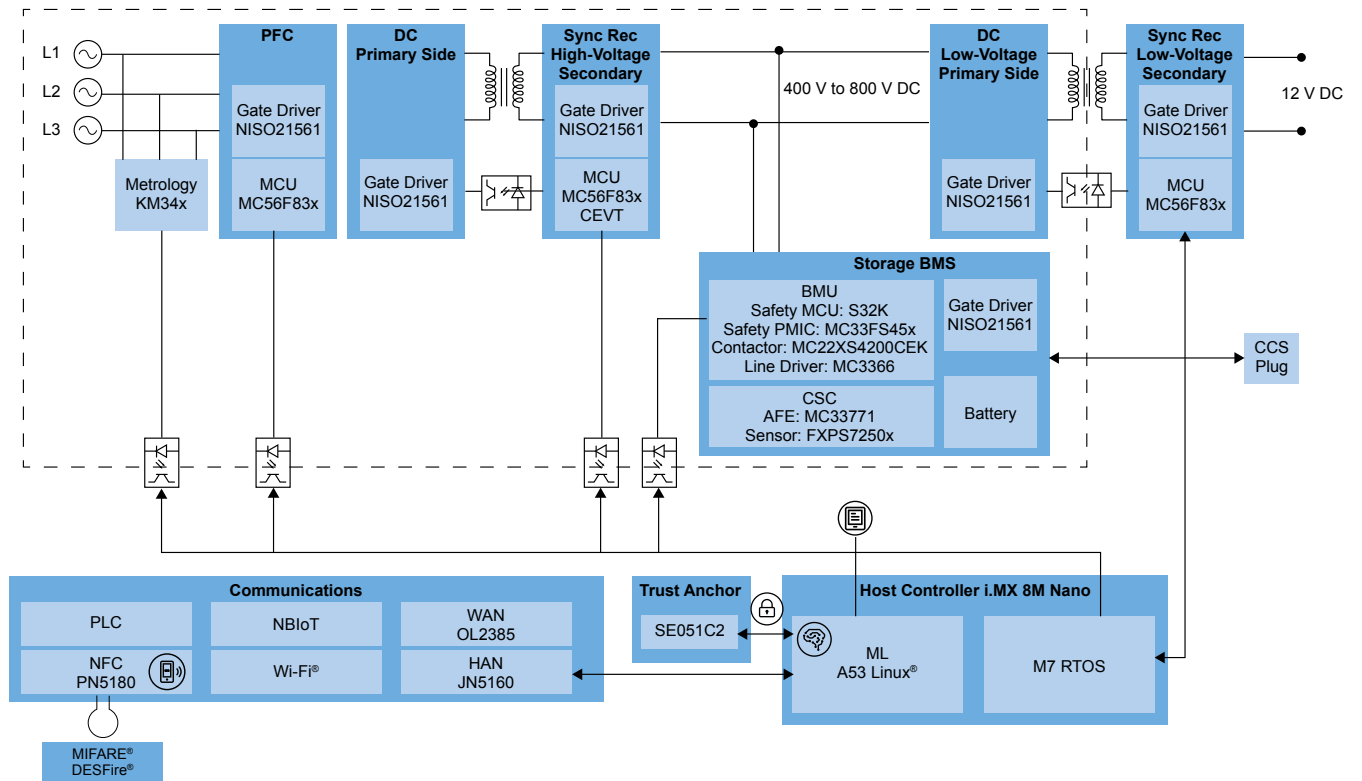 L1
L2
L3
Metrology
KM34x
PFC
Gate Driver
NISO21561
MCU
MC56F83x
DC
Primary Side
Gate Driver
NISO21561
Sync Rec
High-Voltage
Secondary
Gate Driver
NISO21561
MCU
MC56F83x
CEVT
400 V to 800 V DC
DC
Low-Voltage
Primary Side
Gate Driver
NISO21561
Sync Rec
Low-Voltage
Secondary
Gate Driver
NISO21561
MCU
MC56F83x
12 V DC
Storage BMS
BMU
Safety MCU: S32K
Safety PMIC: MC33FS45x
Contactor: MC22XS4200CEK
Line Driver: MC3366
Gate Driver
NISO21561
CSC
AFE: MC33771
Sensor: FXPS7250x
Battery
CCS
Plug
Communications
PLC
NBIoT
WAN
OL2385
NFC
PN5180
Wi-Fi®
HAN
JN5160
MIFARE®
DESFire®
Trust Anchor
SE051C2
Host Controller i.MX 8M Nano
ML
A53 Linux®
M7 RTOS